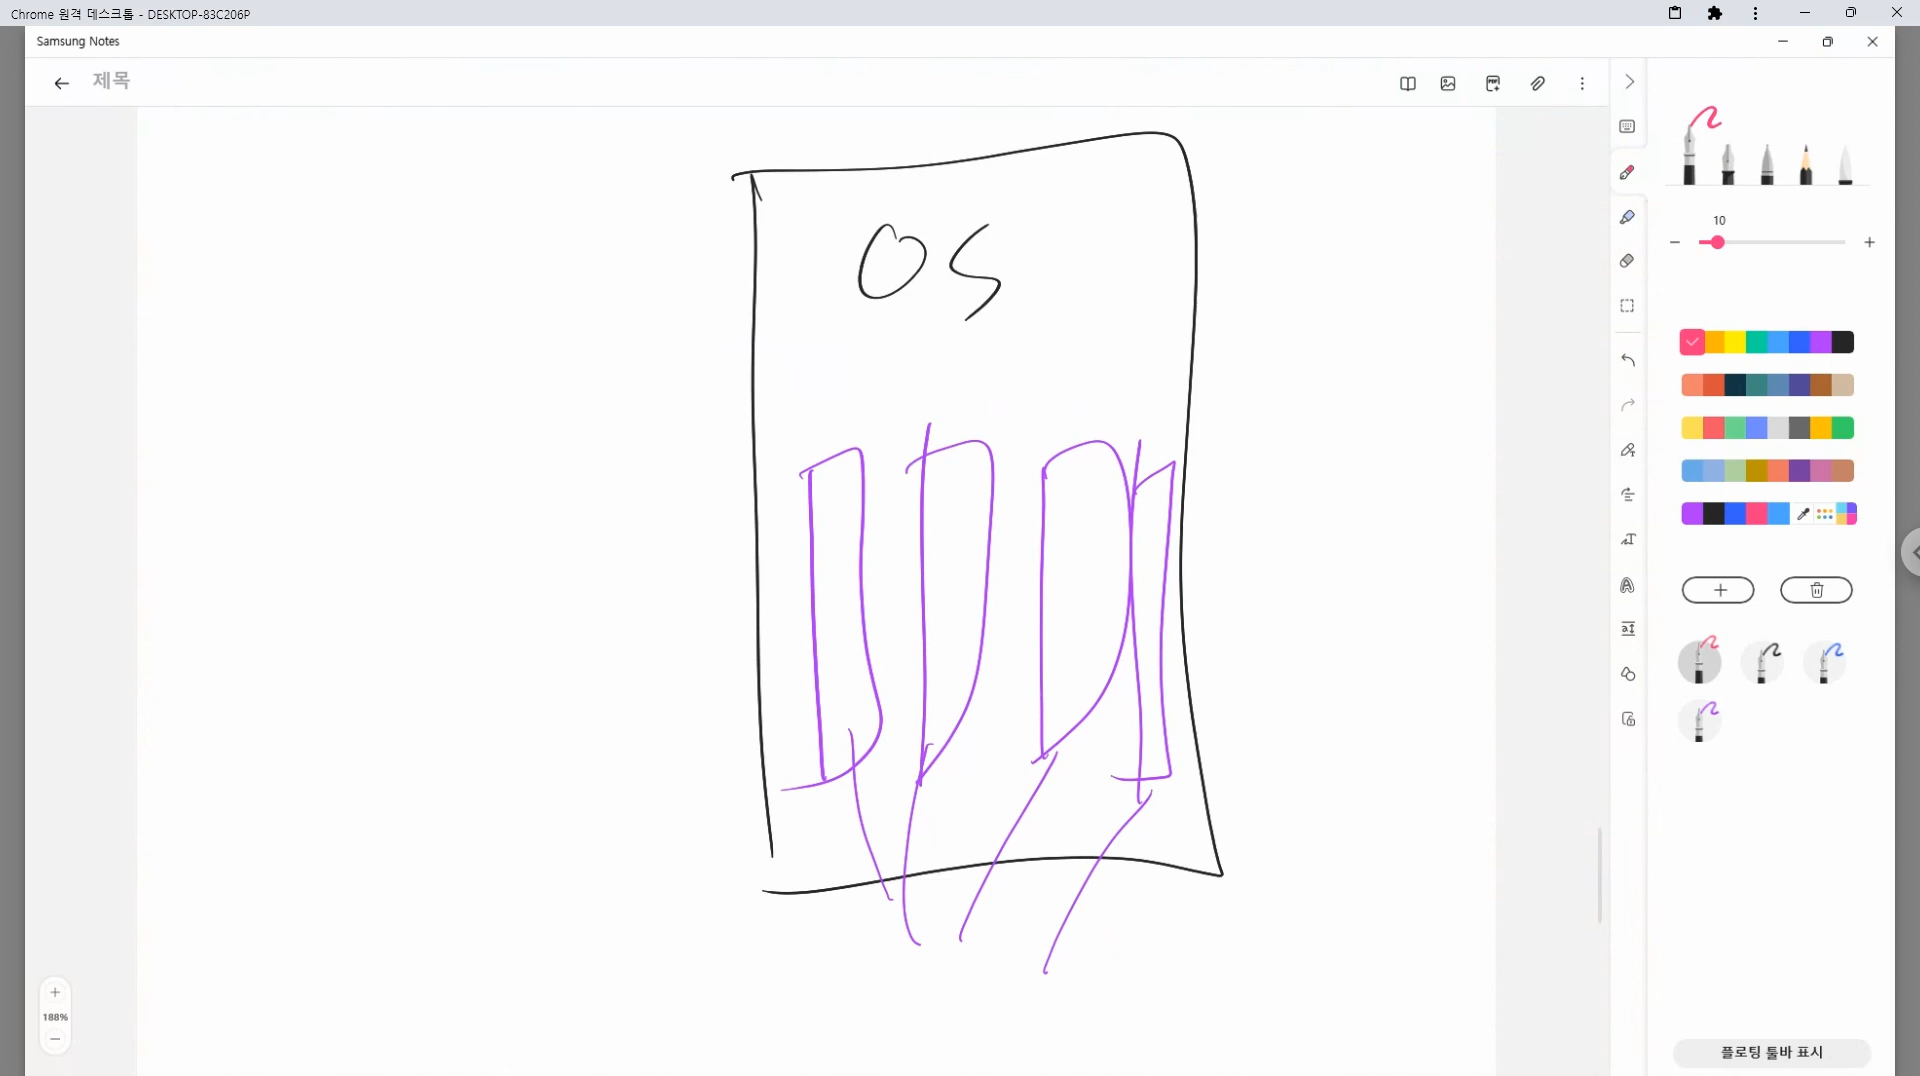 Chrome 원격 데스크톱 - DESKTOP-83C206P
Samsung Notes
제목
PDF
10
OS
188%
플로팅 툴바 표시